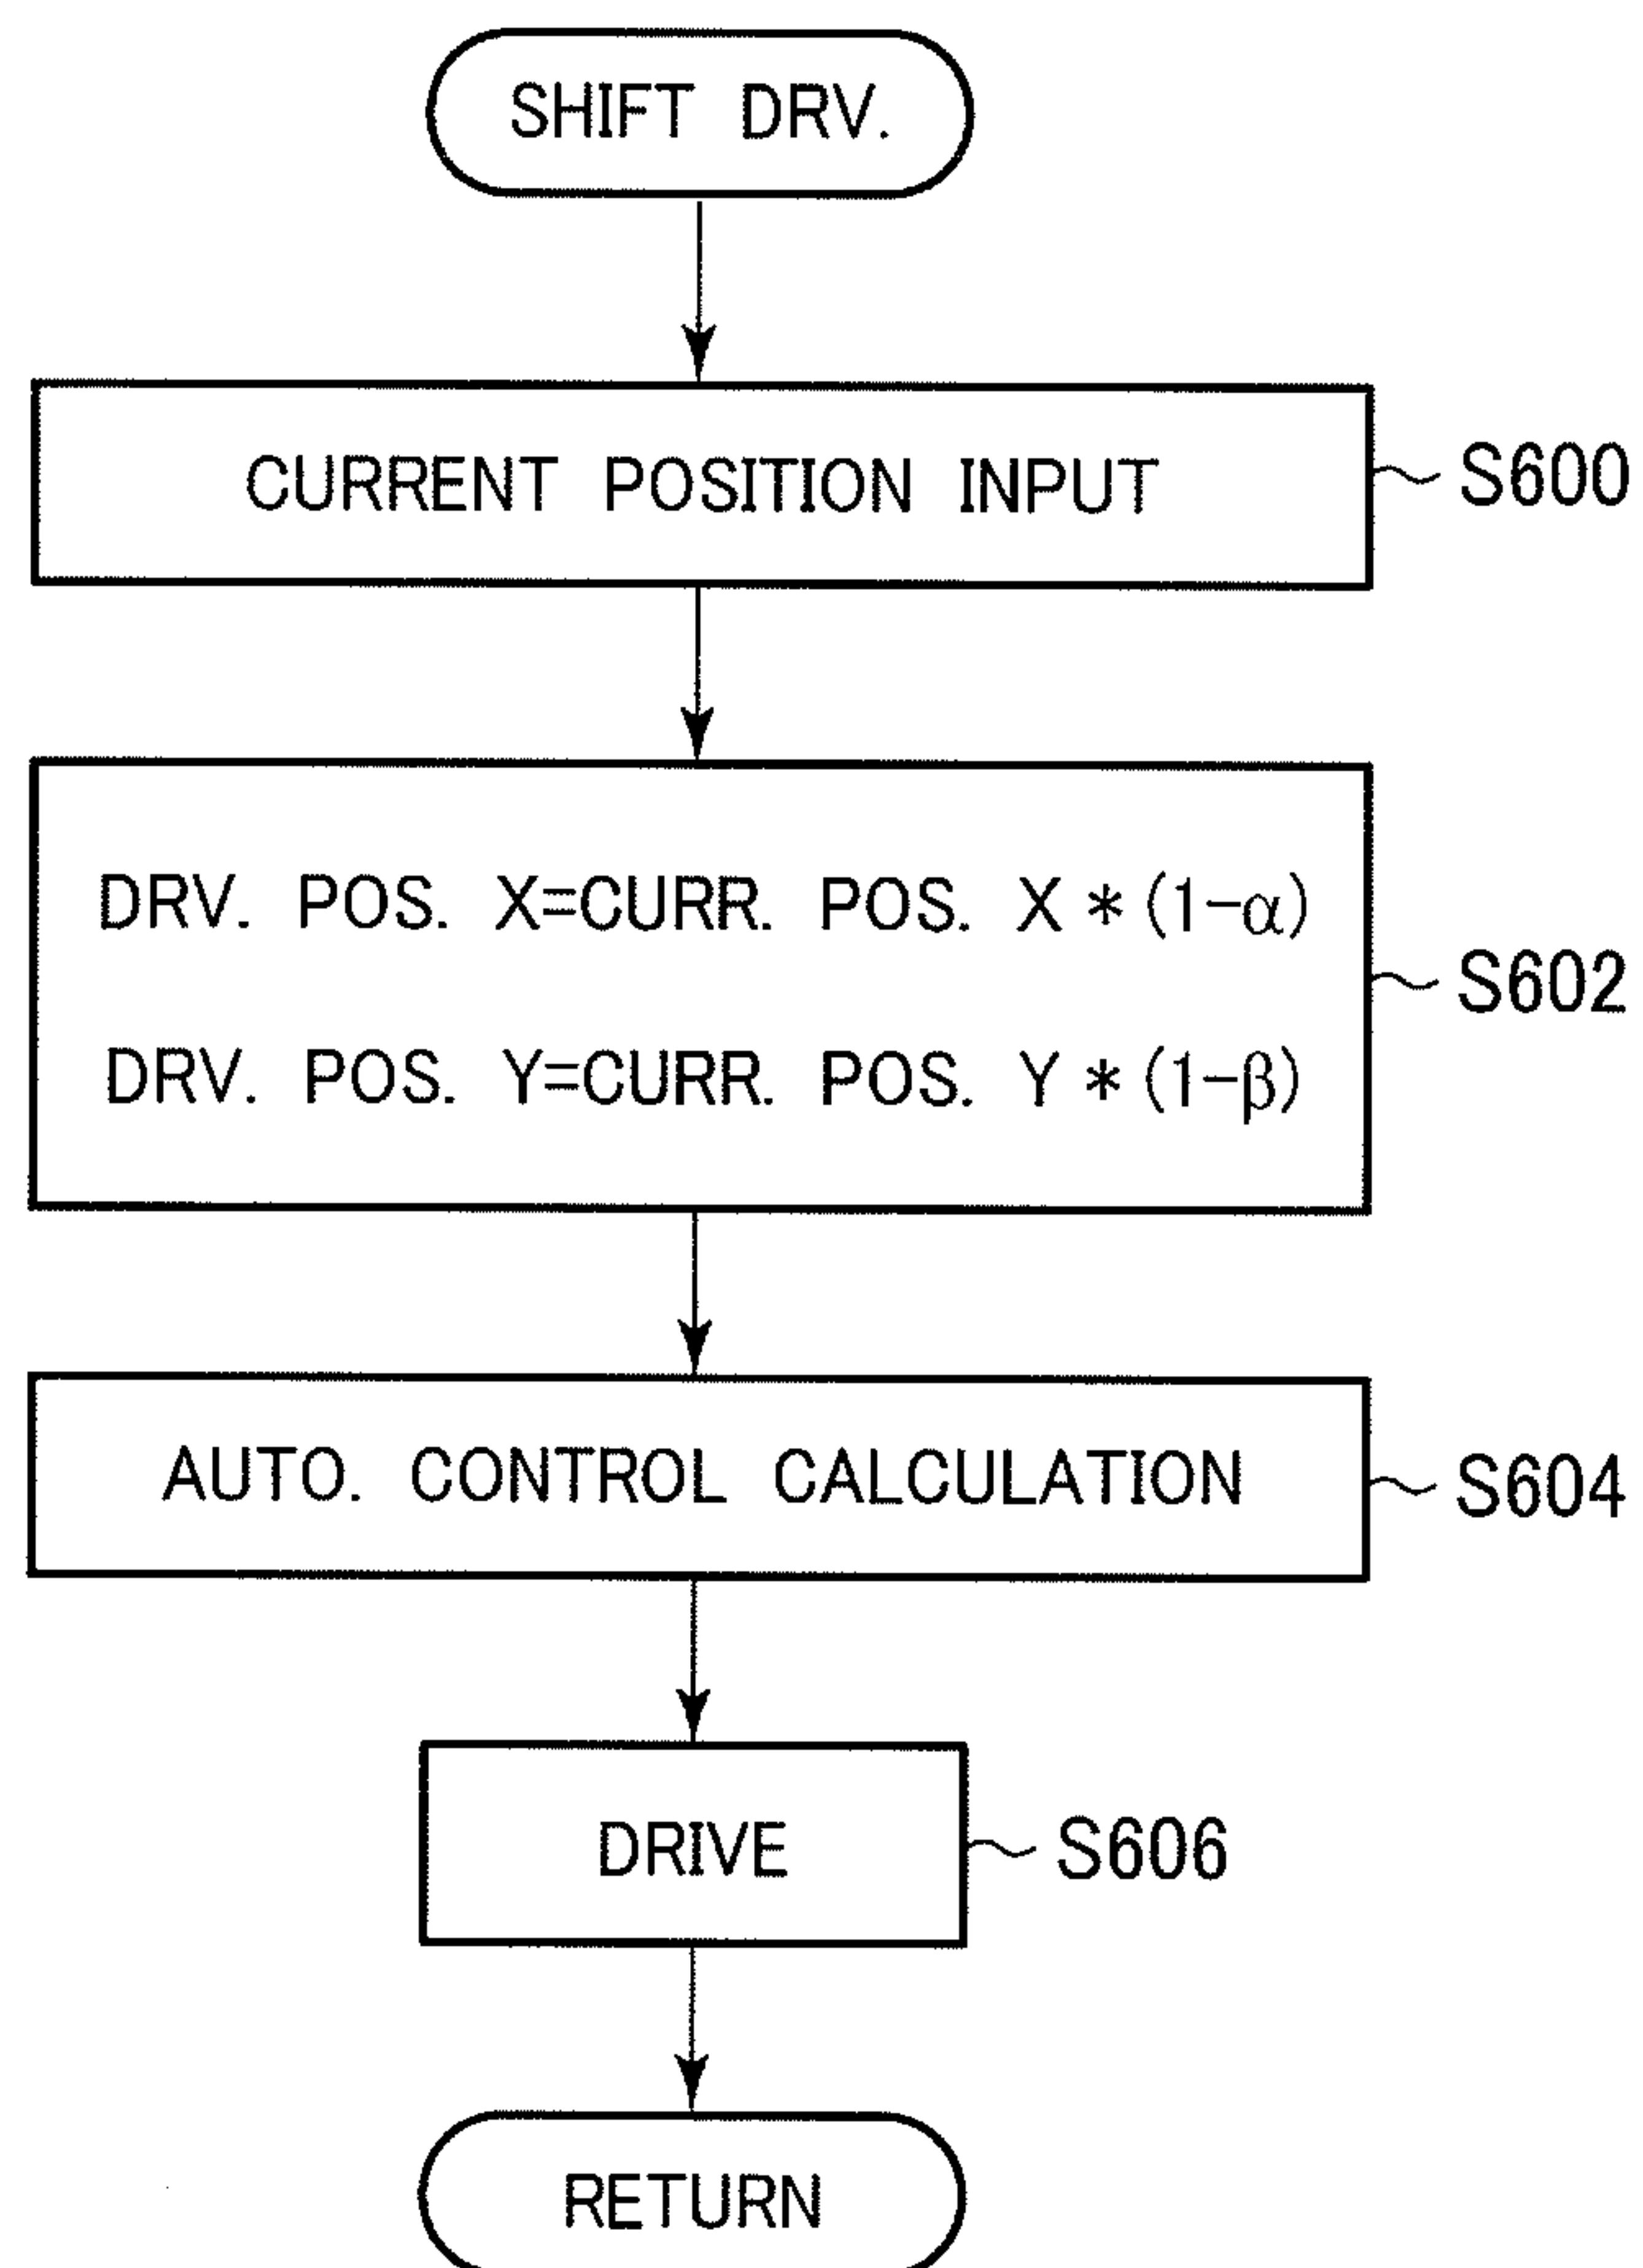 SHIFT DRV.
CURRENT POSITION INPUT
S600
DRV. POS. X=CURR. POS. X*(1-α)
DRV. POS. Y=CURR. POS. Y*(1-β)
S602
AUTO. CONTROL CALCULATION
S604
DRIVE
S606
RETURN